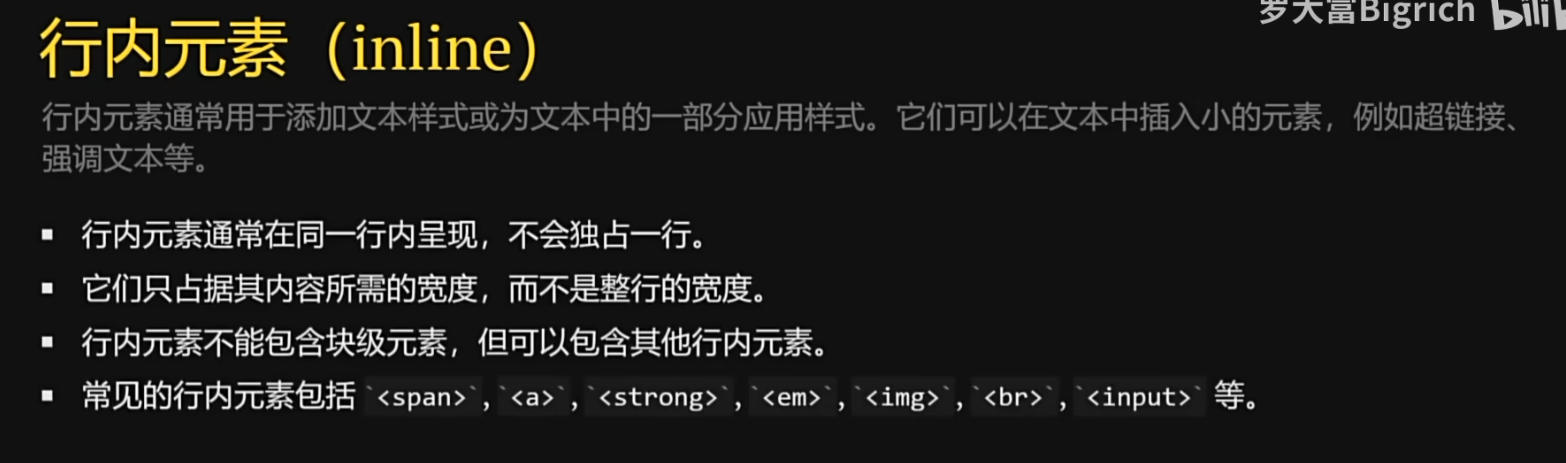 罗大富Bigrich bilib
行内元素（inline）
行内元素通常用于添加文本样式或为文本中的一部分应用样式。它们可以在文本中插入小的元素，例如超链接、
强调文本等。
▪ 行内元素通常在同一行内呈现，不会独占一行。
▪ 它们只占据其内容所需的宽度，而不是整行的宽度。
▪ 行内元素不能包含块级元素，但可以包含其他行内元素。
▪ 常见的行内元素包括 `<span>`, `<a>`, `<strong>`, `<em>`, `<img>`, `<br>`, `<input>` 等。